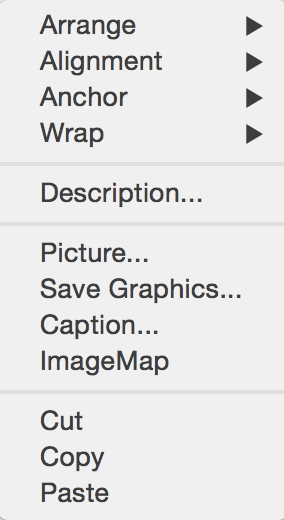 Arrange
Alignment
Anchor
Wrap
Description...
Picture...
Save Graphics...
Caption...
ImageMap
Cut
Copy
Paste